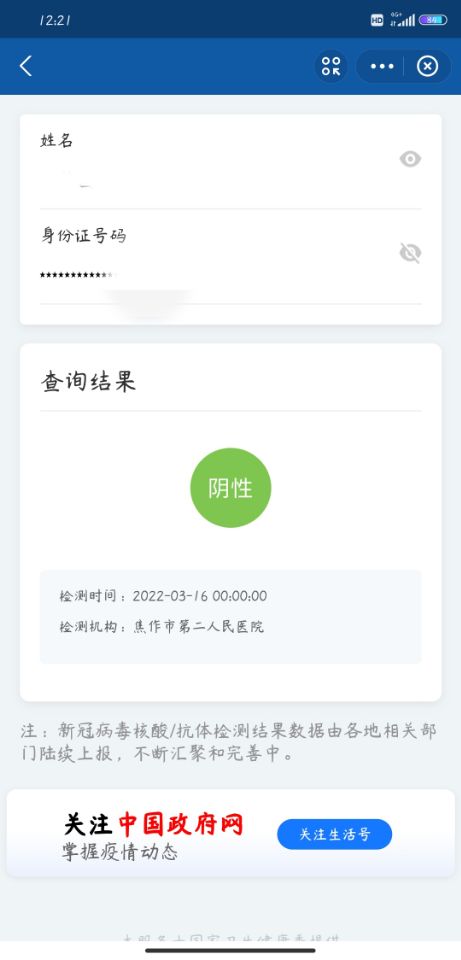 12:21
HD 4G+ 84
姓名
身份证号码
*************
查询结果
阴性
检测时间：2022-03-16 00:00:00
检测机构：焦作市第二人民医院
注：新冠病毒核酸/抗体检测结果数据由各地相关部
门陆续上报，不断汇聚和完善中。
关注中国政府网
掌握疫情动态
关注生活号